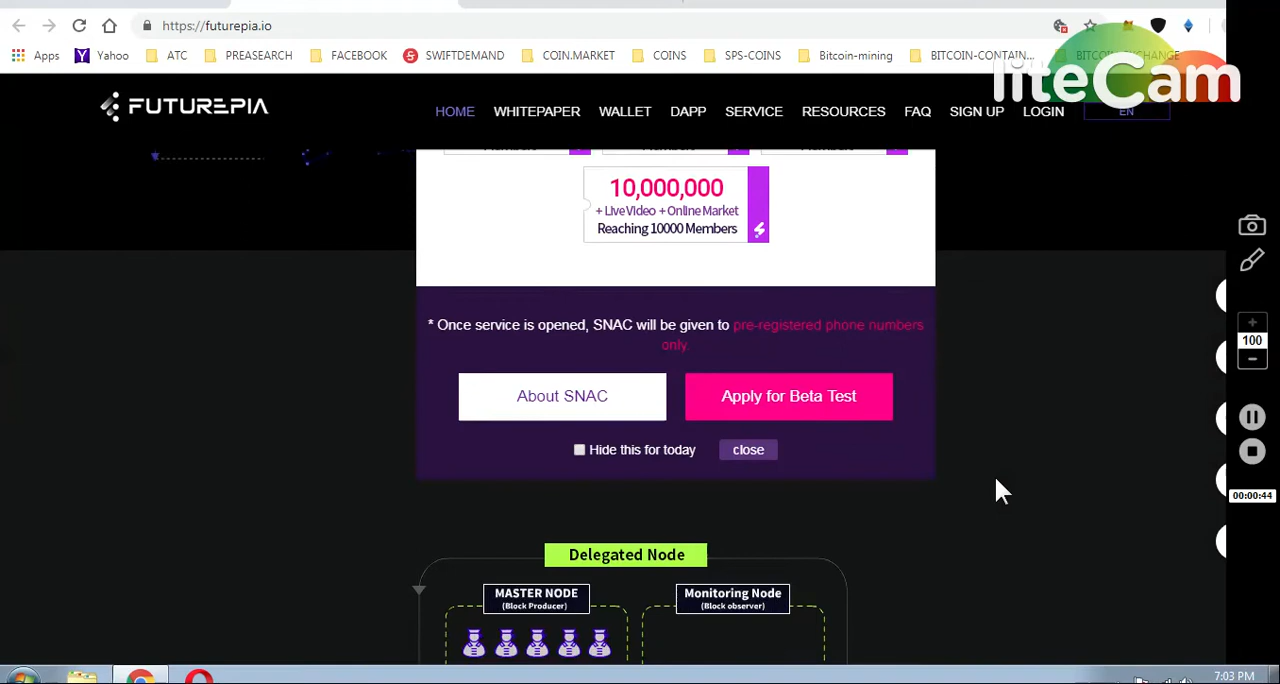 https://futurepia.io
Apps Yahoo ATC PREASEARCH FACEBOOK SWIFTDEMAND COIN.MARKET COINS SPS-COINS Bitcoin-mining BITCOIN-CONTAIN...
liteCam
FUTUREPIA HOME WHITEPAPER WALLET DAPP SERVICE RESOURCES FAQ SIGN UP LOGIN EN
10,000,000
+ Live Video + Online Market
Reaching 10000 Members
* Once service is opened, SNAC will be given to pre-registered phone numbers
only.
About SNAC Apply for Beta Test
Hide this for today close
Delegated Node
MASTER NODE Monitoring Node
(Block Producer) (Block observer)
100
00:00:44
7:03 PM